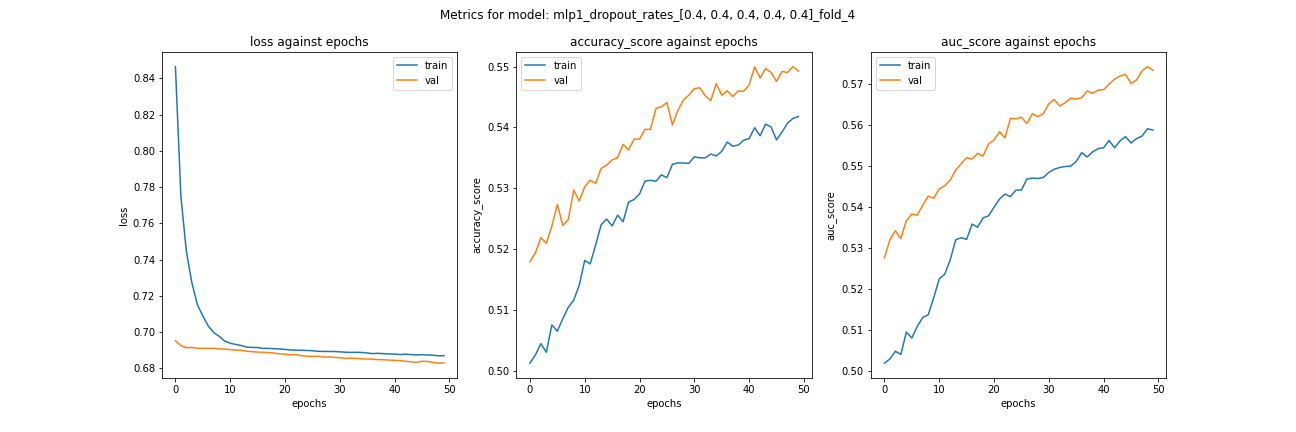 Metrics for model: mlp1_dropout_rates_[0.4, 0.4, 0.4, 0.4, 0.4]_fold_4
loss against epochs
train
val
0.84
0.82
0.80
0.78
0.76
0.74
0.72
0.70
0.68
loss
0 10 20 30 40 50
epochs
accuracy_score against epochs
train
val
0.55
0.54
0.53
0.52
0.51
0.50
accuracy_score
0 10 20 30 40 50
epochs
auc_score against epochs
train
val
0.57
0.56
0.55
0.54
0.53
0.52
0.51
0.50
auc_score
0 10 20 30 40 50
epochs